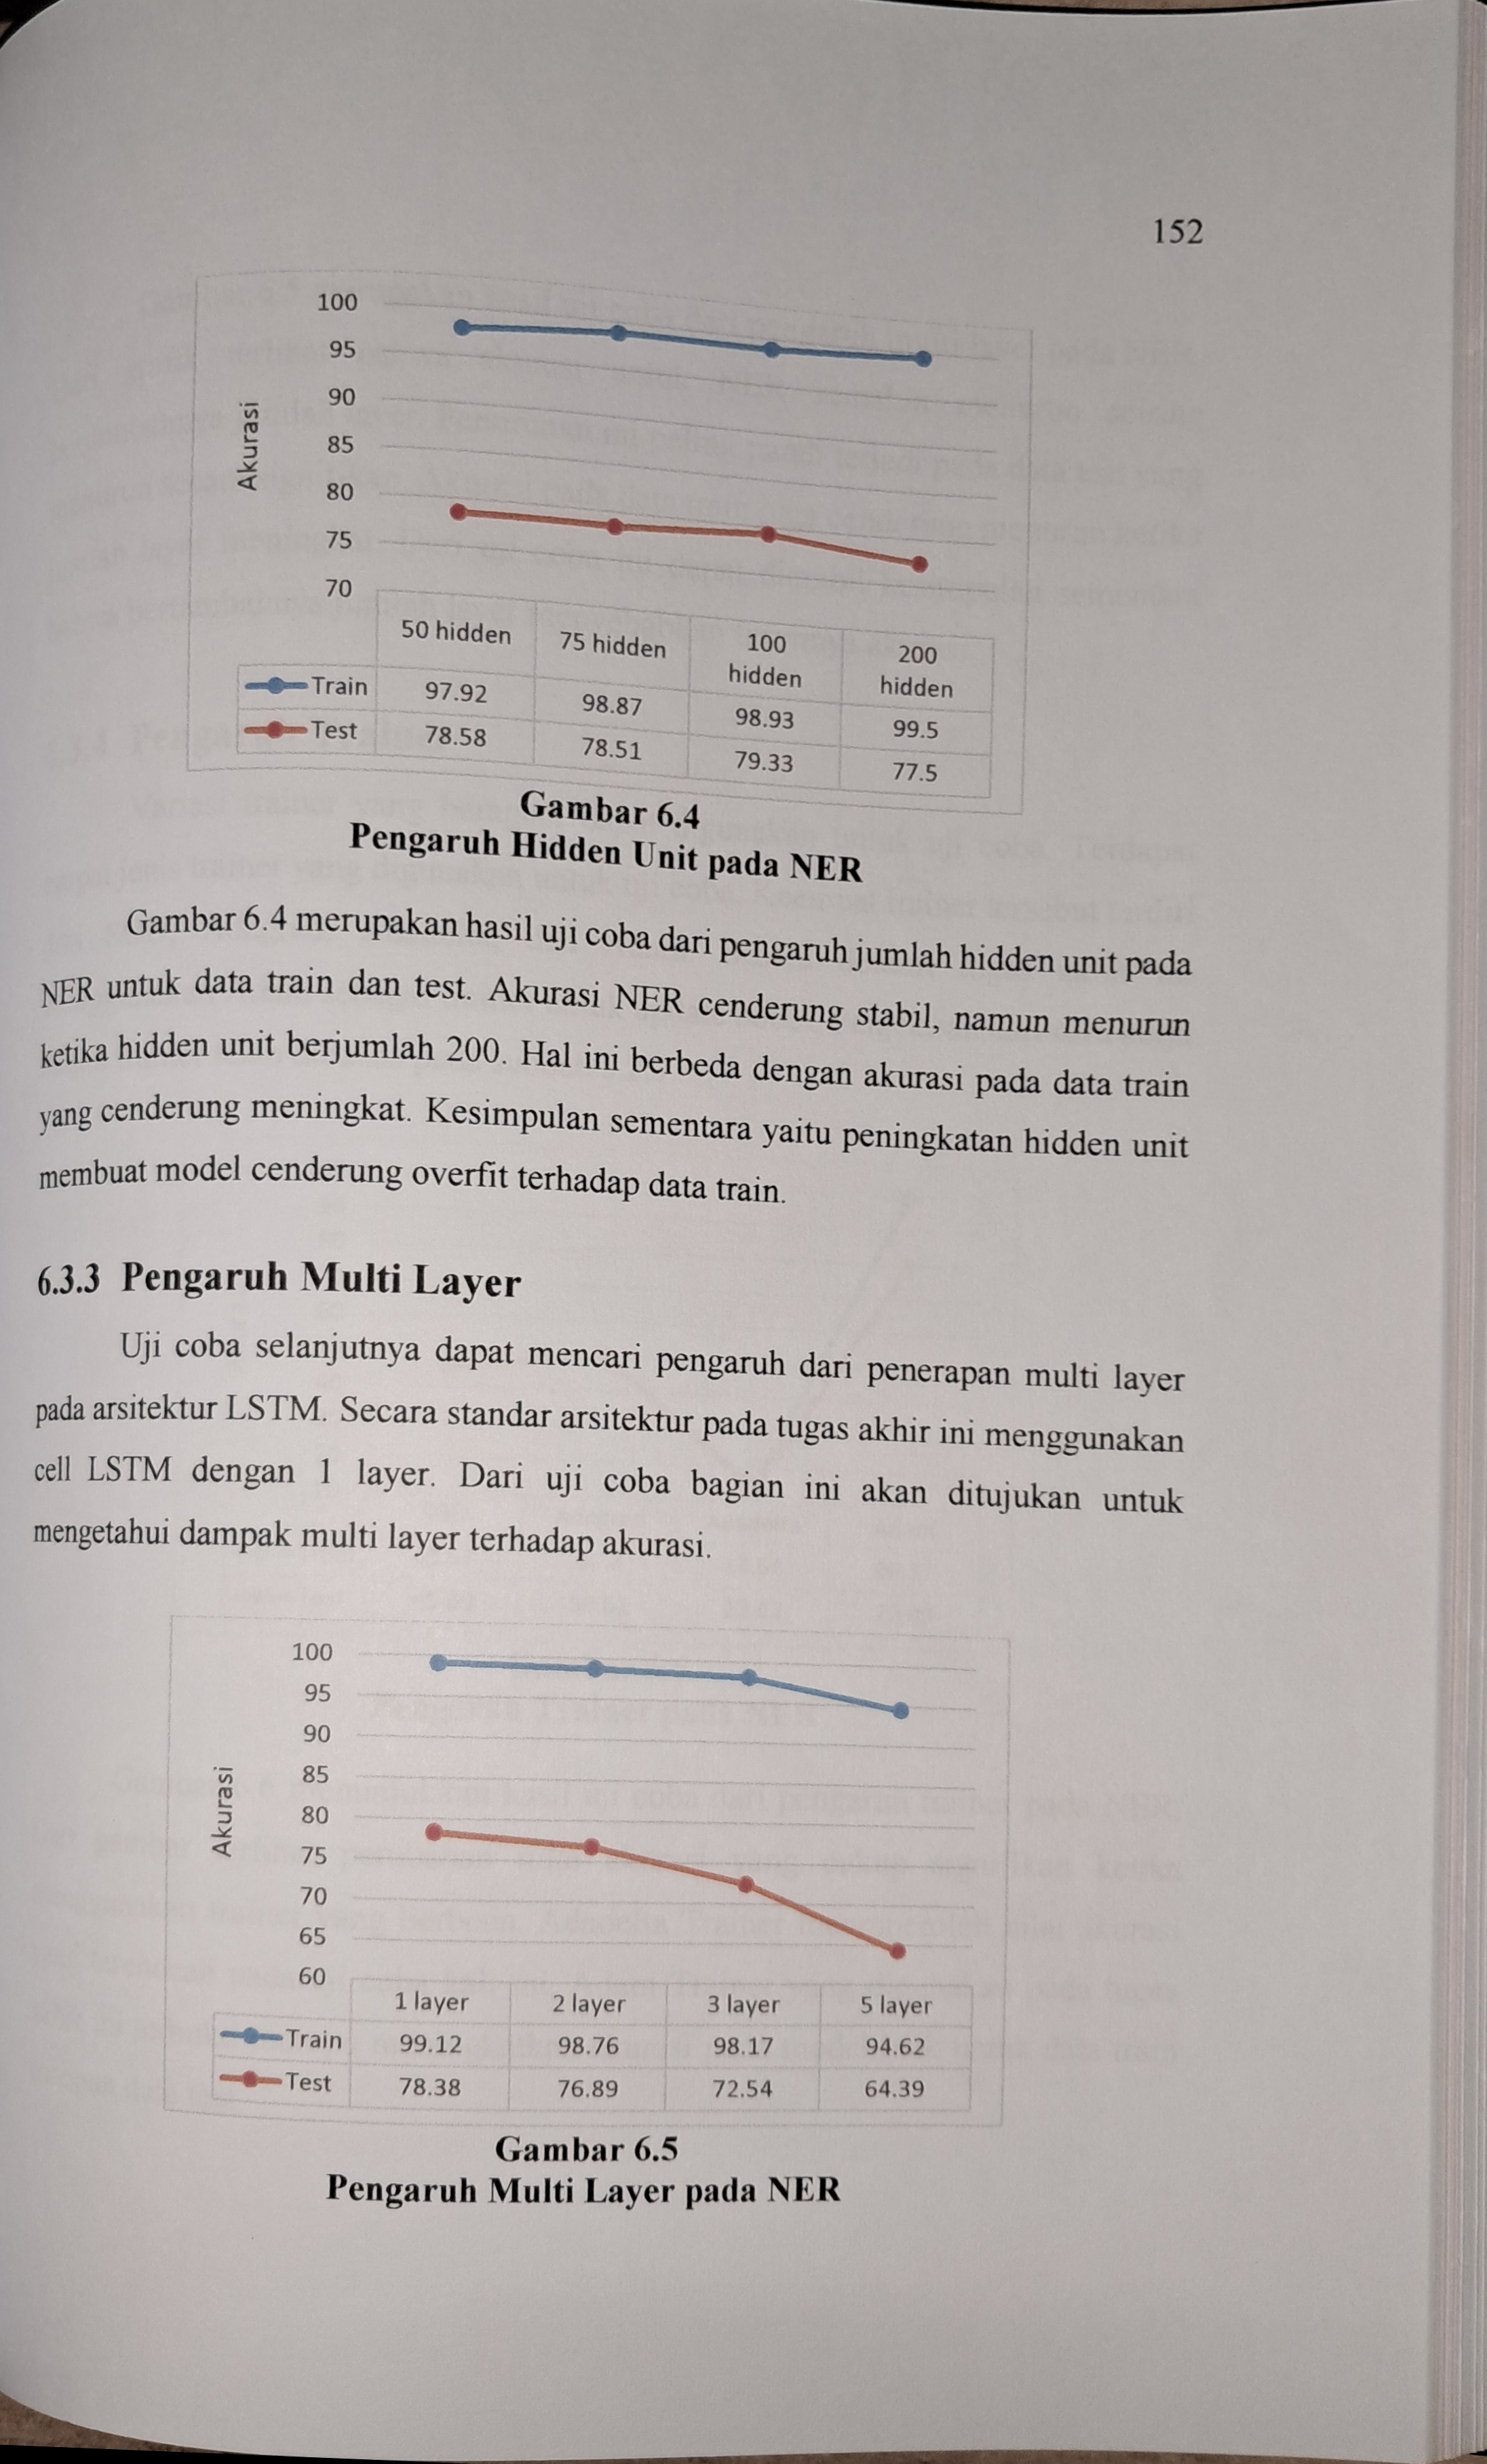 152
100
95
90
85
80
75
70
Akurasi
50 hidden 75 hidden 100 hidden 200 hidden
Train 97.92 98.87 98.93 99.5
Test 78.58 78.51 79.33 77.5
Gambar 6.4
Pengaruh Hidden Unit pada NER
Gambar 6.4 merupakan hasil uji coba dari pengaruh jumlah hidden unit pada
NER untuk data train dan test. Akurasi NER cenderung stabil, namun menurun
ketika hidden unit berjumlah 200. Hal ini berbeda dengan akurasi pada data train
yang cenderung meningkat. Kesimpulan sementara yaitu peningkatan hidden unit
membuat model cenderung overfit terhadap data train.
6.3.3 Pengaruh Multi Layer
Uji coba selanjutnya dapat mencari pengaruh dari penerapan multi layer
pada arsitektur LSTM. Secara standar arsitektur pada tugas akhir ini menggunakan
cell LSTM dengan 1 layer. Dari uji coba bagian ini akan ditujukan untuk
mengetahui dampak multi layer terhadap akurasi.
100
95
90
85
80
75
70
65
60
Akurasi
1 layer 2 layer 3 layer 5 layer
Train 99.12 98.76 98.17 94.62
Test 78.38 76.89 72.54 64.39
Gambar 6.5
Pengaruh Multi Layer pada NER